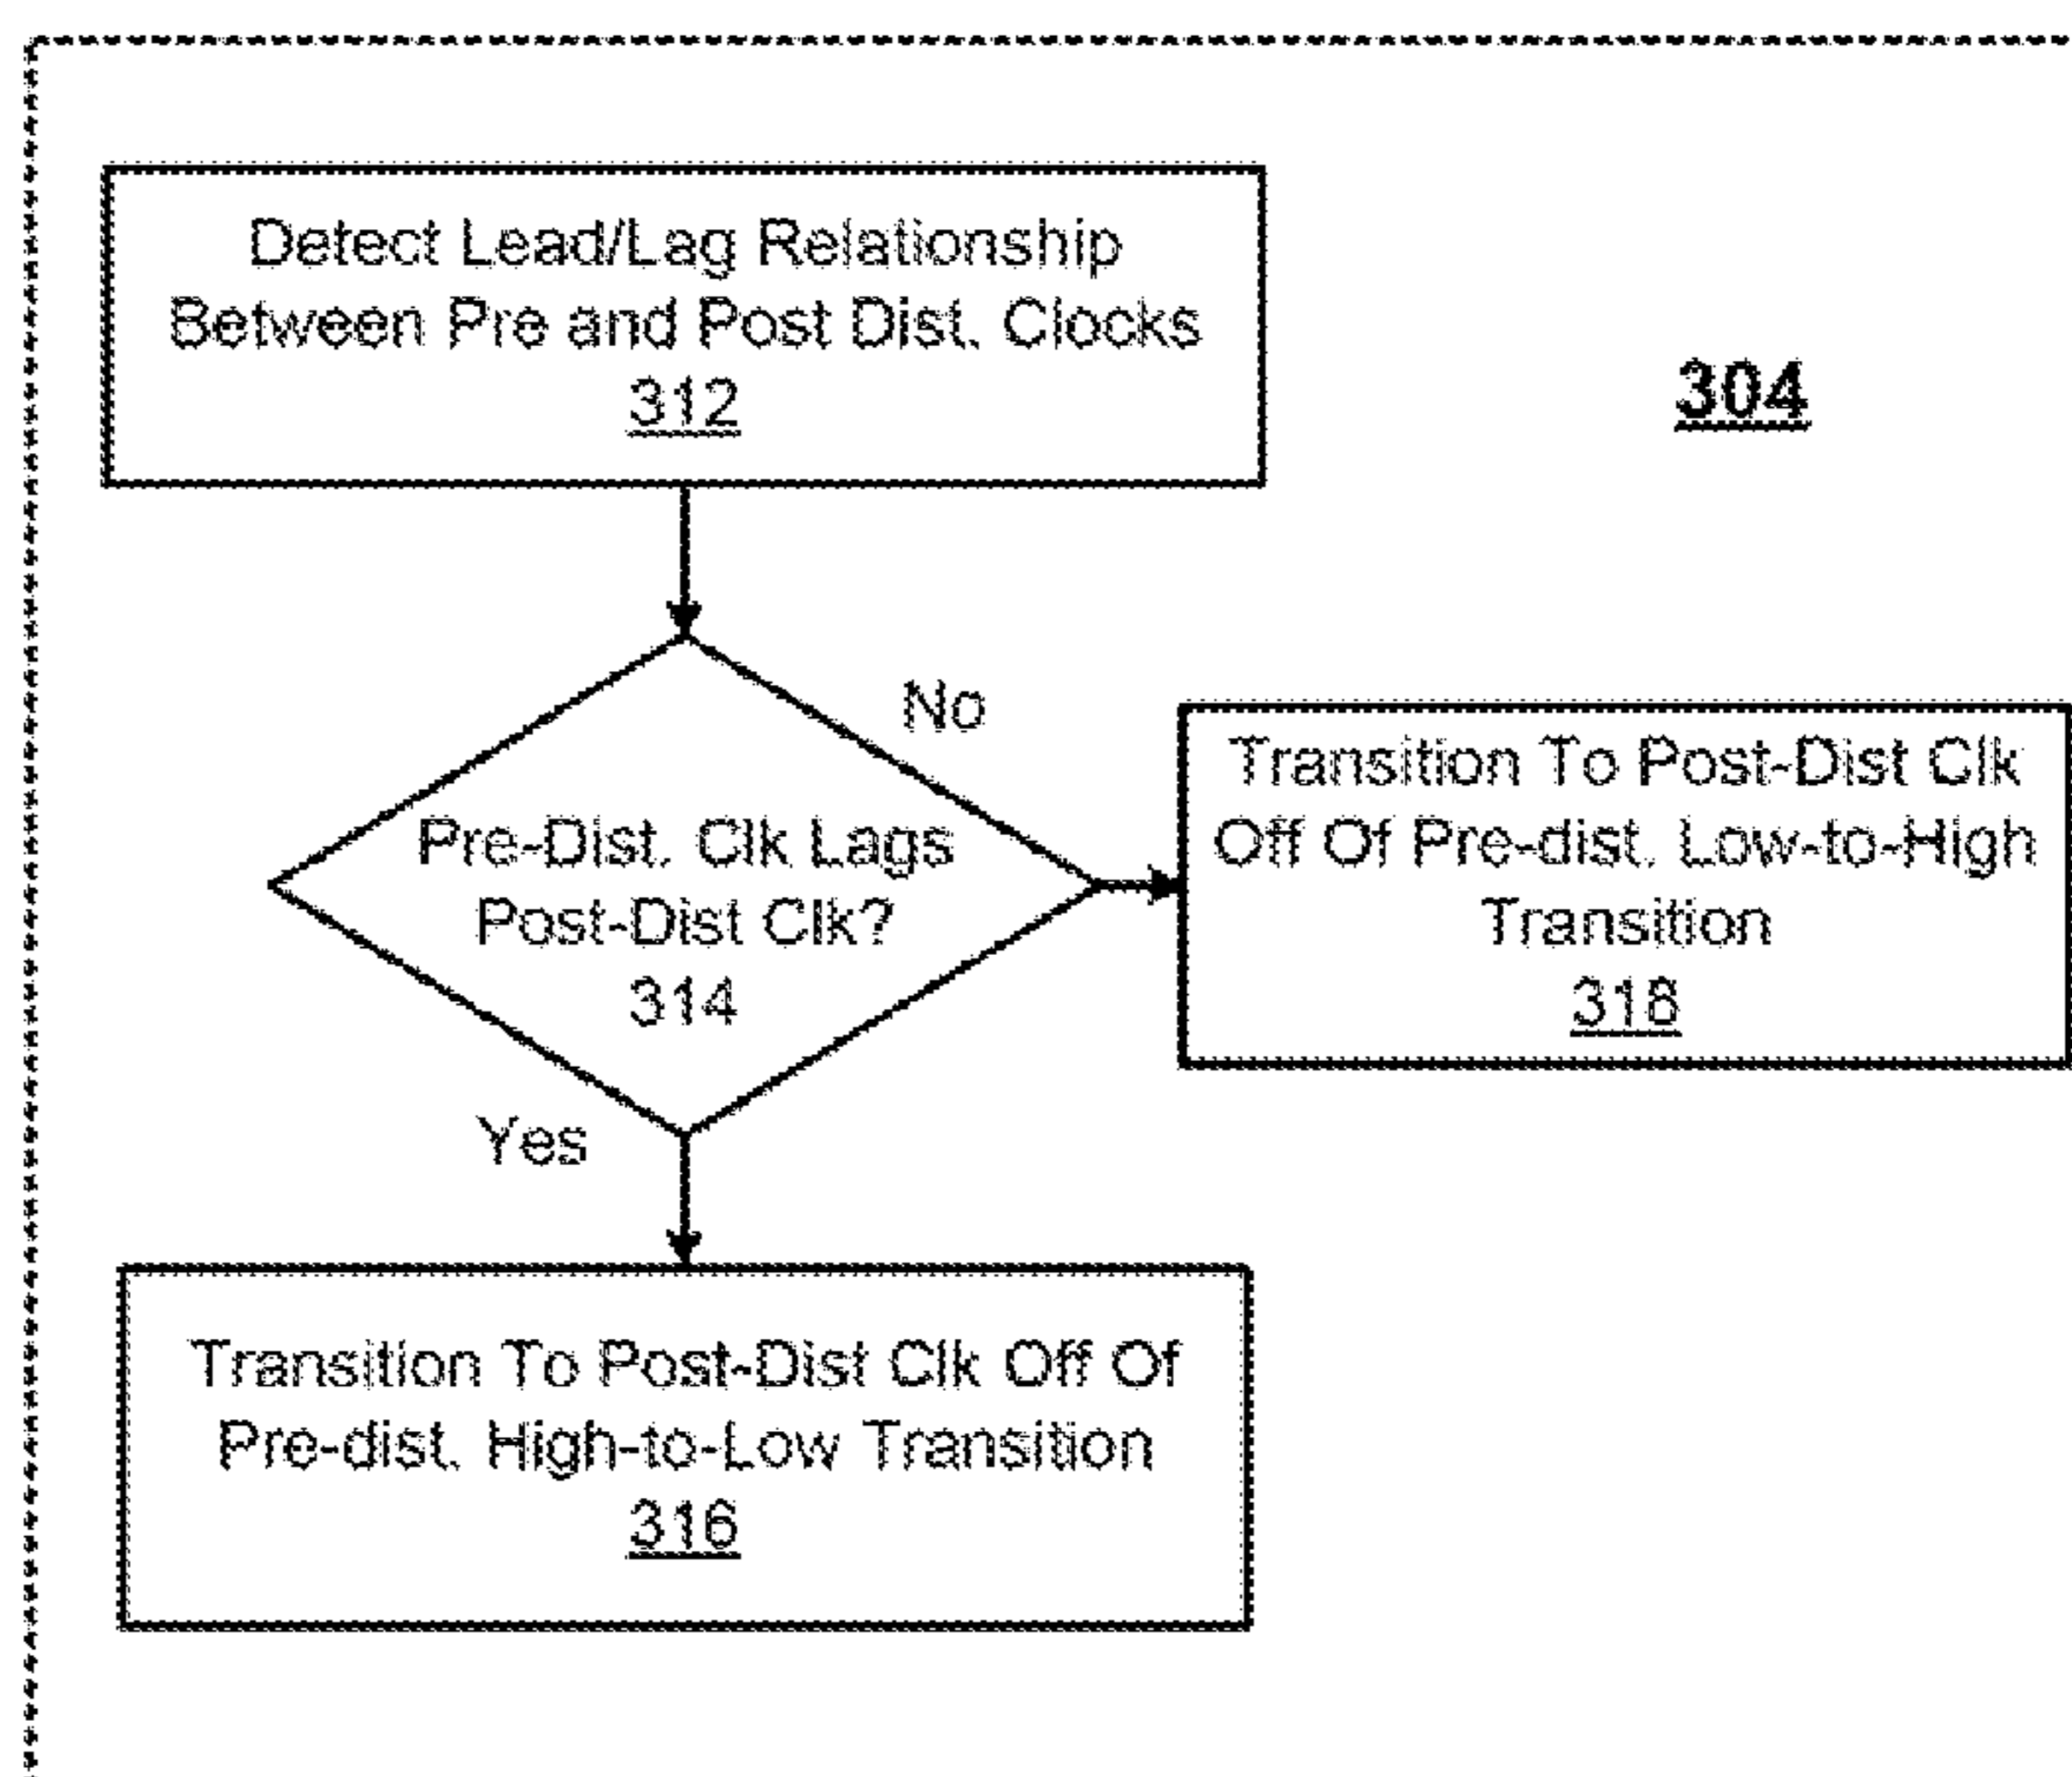 Detect Lead/Lag Relationship
Between Pre and Post Dist. Clocks
312
304
No
Pre-Dist. Clk Lags
Post-Dist Clk?
314
Transition To Post-Dist Clk
Off Of Pre-dist. Low-to-High
Transition
318
Yes
Transition To Post-Dist Clk Off Of
Pre-dist. High-to-Low Transition
316